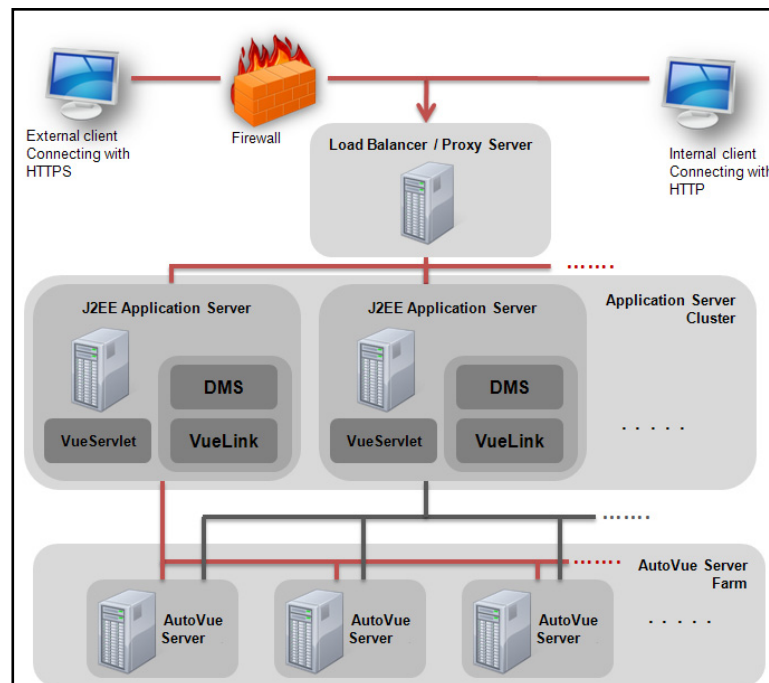 External client
Connecting with
HTTPS
Firewall
Internal client
Connecting with
HTTP
Load Balancer / Proxy Server
J2EE Application Server
J2EE Application Server
Application Server
Cluster
DMS
VueServlet
VueLink
DMS
VueServlet
VueLink
AutoVue Server
Farm
AutoVue
Server
AutoVue
Server
AutoVue
Server